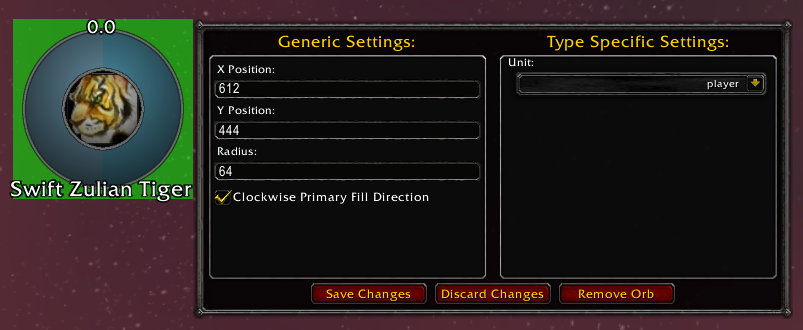 0.0
Swift Zulian Tiger
Generic Settings:
X Position:
612
Y Position:
444
Radius:
64
Clockwise Primary Fill Direction
Type Specific Settings:
Unit:
player
Save Changes
Discard Changes
Remove Orb